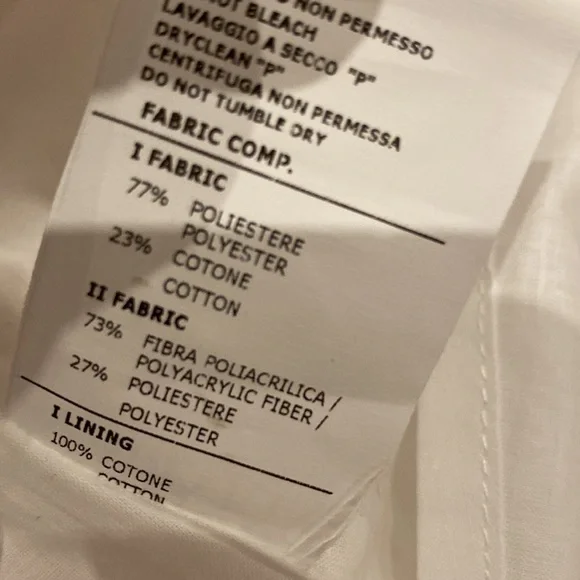 NON PERMESSO
NOT BLEACH
LAVAGGIO A SECCO "P"
DRYCLEAN "P"
CENTRIFUGA NON PERMESSA
DO NOT TUMBLE DRY
FABRIC COMP.
I FABRIC
77% POLIESTERE
POLYESTER
23% COTONE
COTTON
II FABRIC
73% FIBRA POLIACRILICA /
POLYACRYLIC FIBER /
27% POLIESTERE
POLYESTER
I LINING
100% COTONE
COTTON